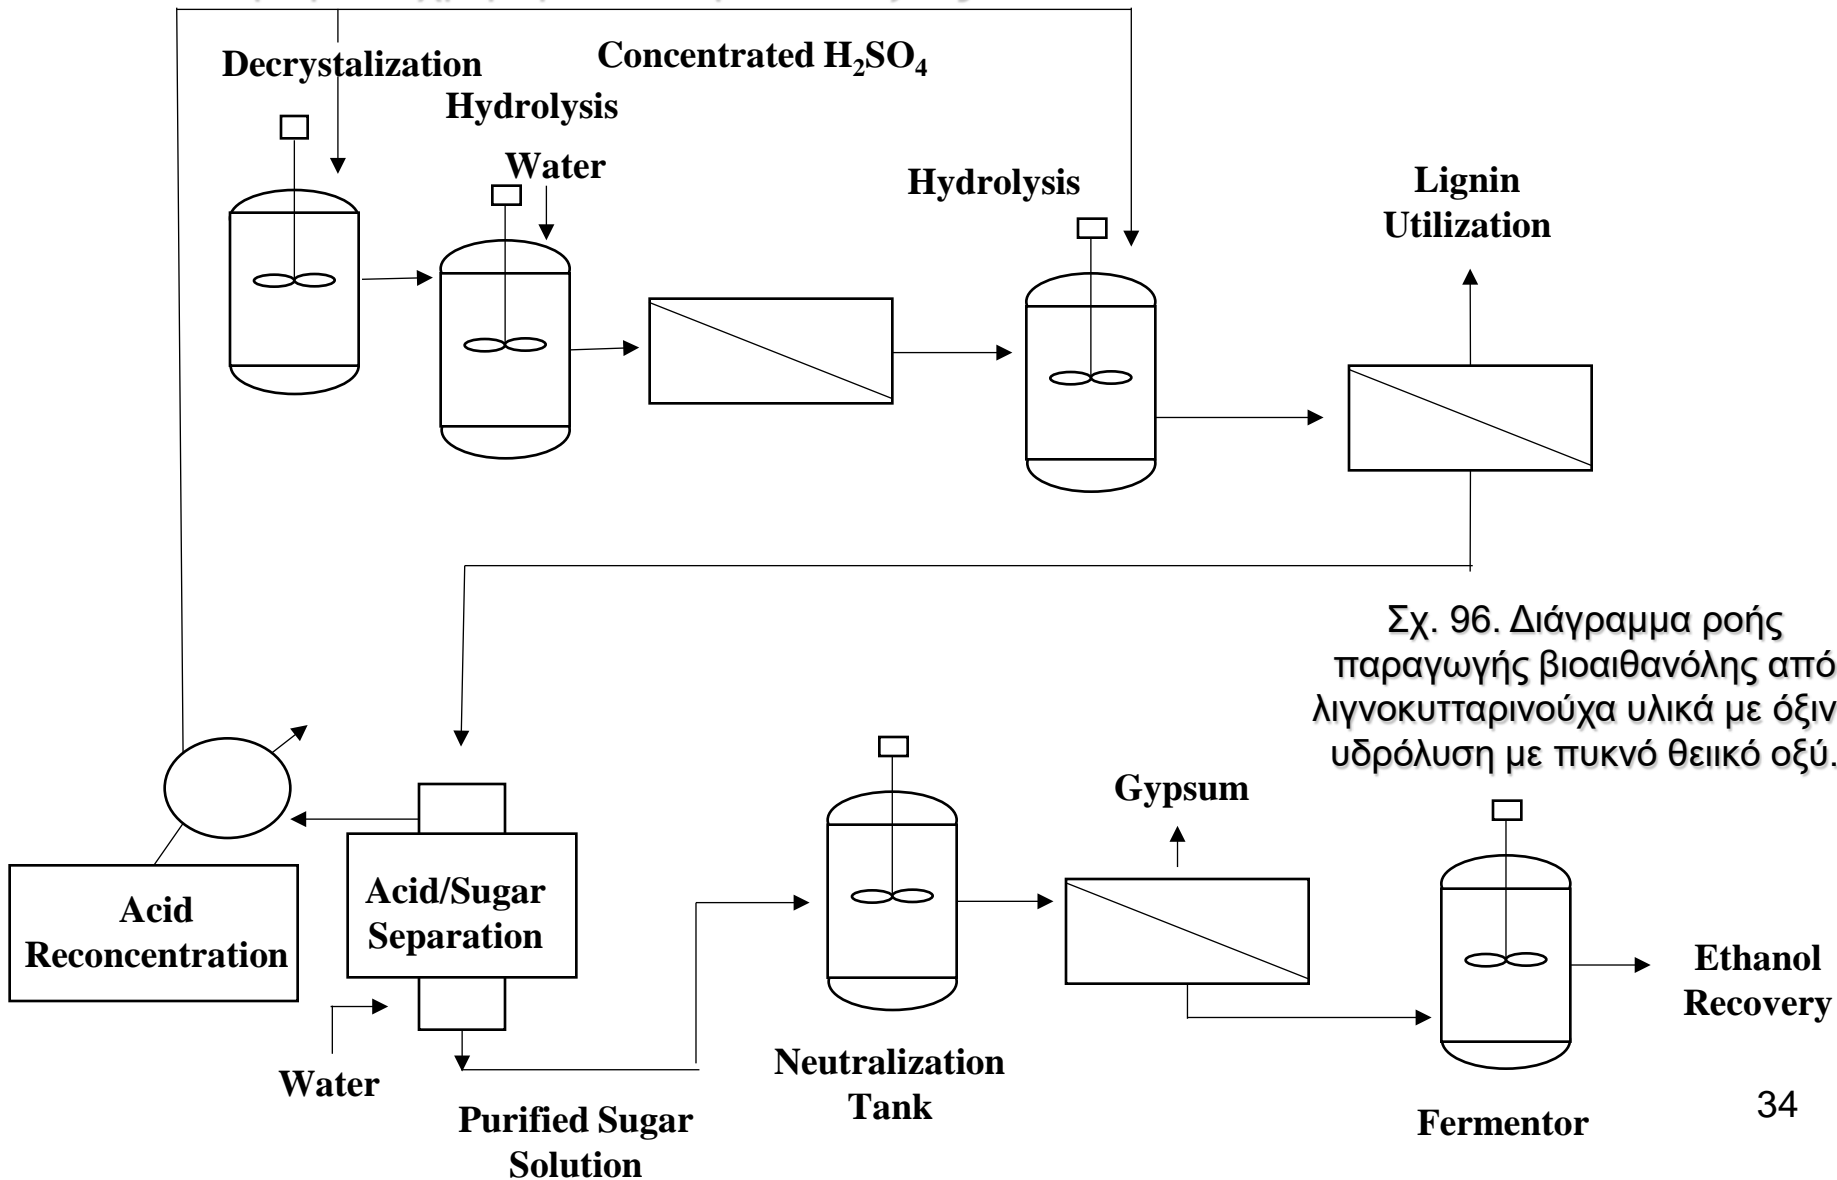 Decrystalization
Concentrated H₂SO₄
Hydrolysis
Water
Hydrolysis
Lignin
Utilization
Σχ. 96. Διάγραμμα ροής
παραγωγής βιοαιθανόλης από
λιγνοκυτταρινούχα υλικά με όξιν
υδρόλυση με πυκνό θειικό οξύ.
Gypsum
Acid/Sugar
Separation
Acid
Reconcentration
Ethanol
Recovery
Water
Neutralization
Tank
Purified Sugar
Solution
Fermentor
34